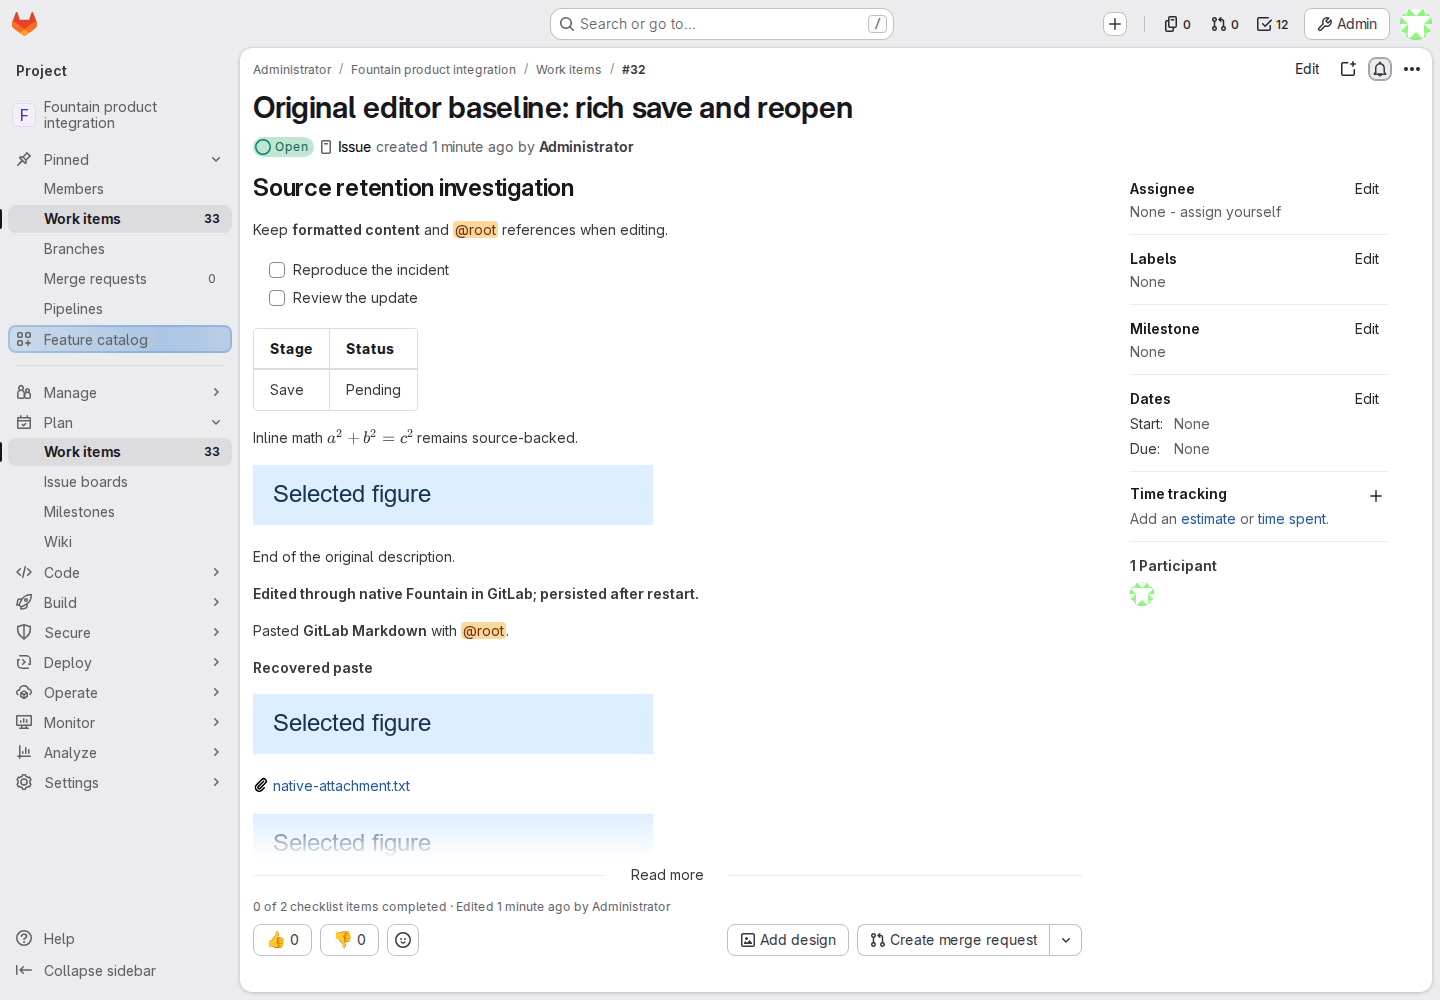 Search or go to...
/
0
0
12
Admin
Project
F
Fountain product integration
Pinned
Members
Work items 33
Branches
Merge requests 0
Pipelines
Feature catalog
Manage
Plan
Work items 33
Issue boards
Milestones
Wiki
Code
Build
Secure
Deploy
Operate
Monitor
Analyze
Settings
Help
Collapse sidebar
Administrator / Fountain product integration / Work items / #32
Edit
Original editor baseline: rich save and reopen
Open Issue created 1 minute ago by Administrator
Source retention investigation
Keep formatted content and @root references when editing.
Reproduce the incident
Review the update
Stage Status
Save Pending
Inline math a² + b² = c² remains source-backed.
Selected figure
End of the original description.
Edited through native Fountain in GitLab; persisted after restart.
Pasted GitLab Markdown with @root.
Recovered paste
Selected figure
native-attachment.txt
Selected figure
Read more
0 of 2 checklist items completed · Edited 1 minute ago by Administrator
👍 0
👎 0
Add design
Create merge request
Assignee Edit
None - assign yourself
Labels Edit
None
Milestone Edit
None
Dates Edit
Start: None
Due: None
Time tracking
Add an estimate or time spent.
1 Participant